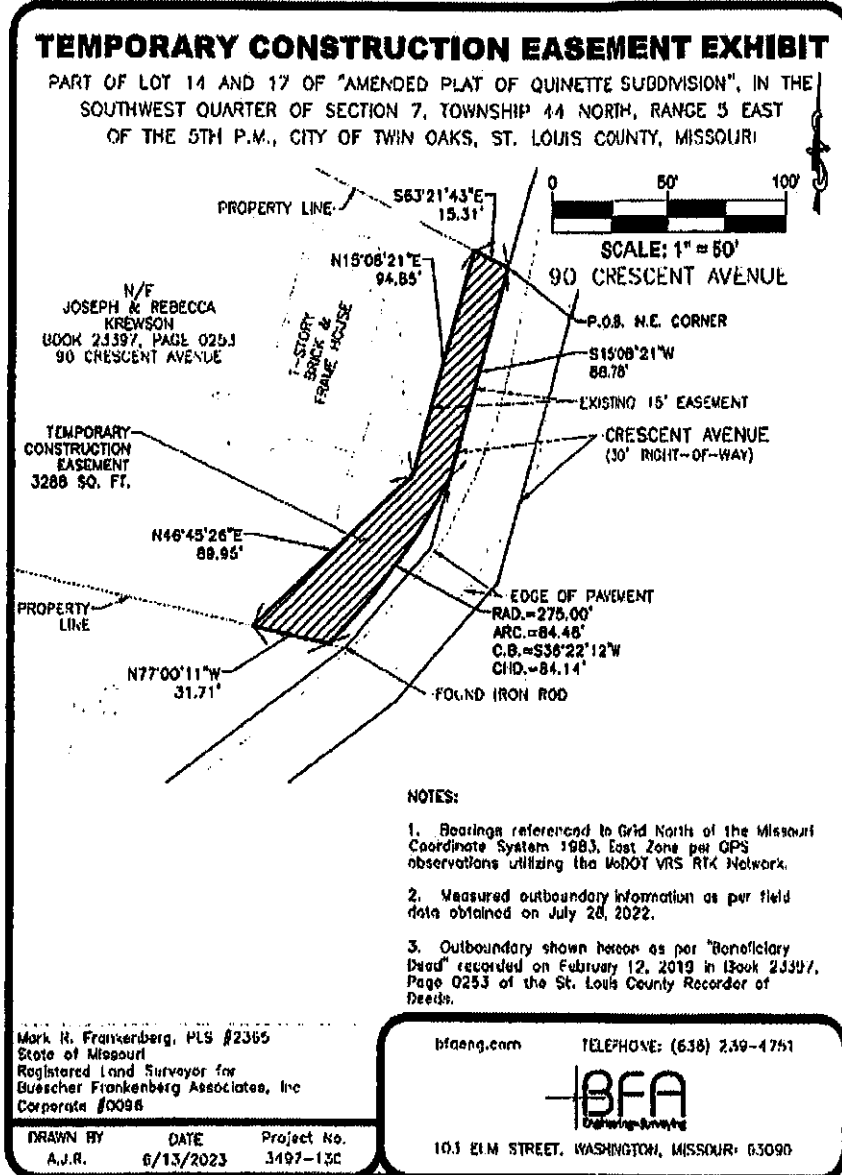 TEMPORARY CONSTRUCTION EASEMENT EXHIBIT
PART OF LOT 14 AND 17 OF "AMENDED PLAT OF QUINETTE SUBDIVISION", IN THE
SOUTHWEST QUARTER OF SECTION 7, TOWNSHIP 44 NORTH, RANGE 5 EAST
OF THE 5TH P.M., CITY OF TWIN OAKS, ST. LOUIS COUNTY, MISSOURI
S63°21'43"E
15.31'
PROPERTY LINE
0 50' 100'
SCALE: 1" = 50'
90 CRESCENT AVENUE
N15°08'21"E
94.85'
N/F
JOSEPH & REBECCA
KREWSON
BOOK 23397, PAGE 0253
90 CRESCENT AVENUE
1-STORY
BRICK &
FRAME HOUSE
P.O.B. N.E. CORNER
S15°08'21"W
88.78'
EXISTING 15' EASEMENT
CRESCENT AVENUE
(30' RIGHT-OF-WAY)
TEMPORARY
CONSTRUCTION
EASEMENT
3288 SQ. FT.
N46°45'26"E
89.95'
EDGE OF PAVEMENT
RAD.=275.00'
ARC.=84.48'
C.B.=S36°22'12"W
CHD.=84.14'
PROPERTY
LINE
N77°00'11"W
31.71'
FOUND IRON ROD
NOTES:
1. Bearings referenced to Grid North of the Missouri
Coordinate System 1983, East Zone per GPS
observations utilizing the MoDOT VRS RTK Network.
2. Measured outboundary information as per field
data obtained on July 28, 2022.
3. Outboundary shown hereon as per "Beneficiary
Deed" recorded on February 12, 2019 in Book 23397,
Page 0253 of the St. Louis County Recorder of
Deeds.
Mark R. Frankenberg, PLS #2365
State of Missouri
Registered Land Surveyor for
Buescher Frankenberg Associates, Inc
Corporate #0096
DRAWN BY DATE Project No.
A.J.R. 6/13/2023 3497-13C
bfaeng.com TELEPHONE: (636) 239-4751
BFA
Engineering-Surveying
103 ELM STREET, WASHINGTON, MISSOURI 63090